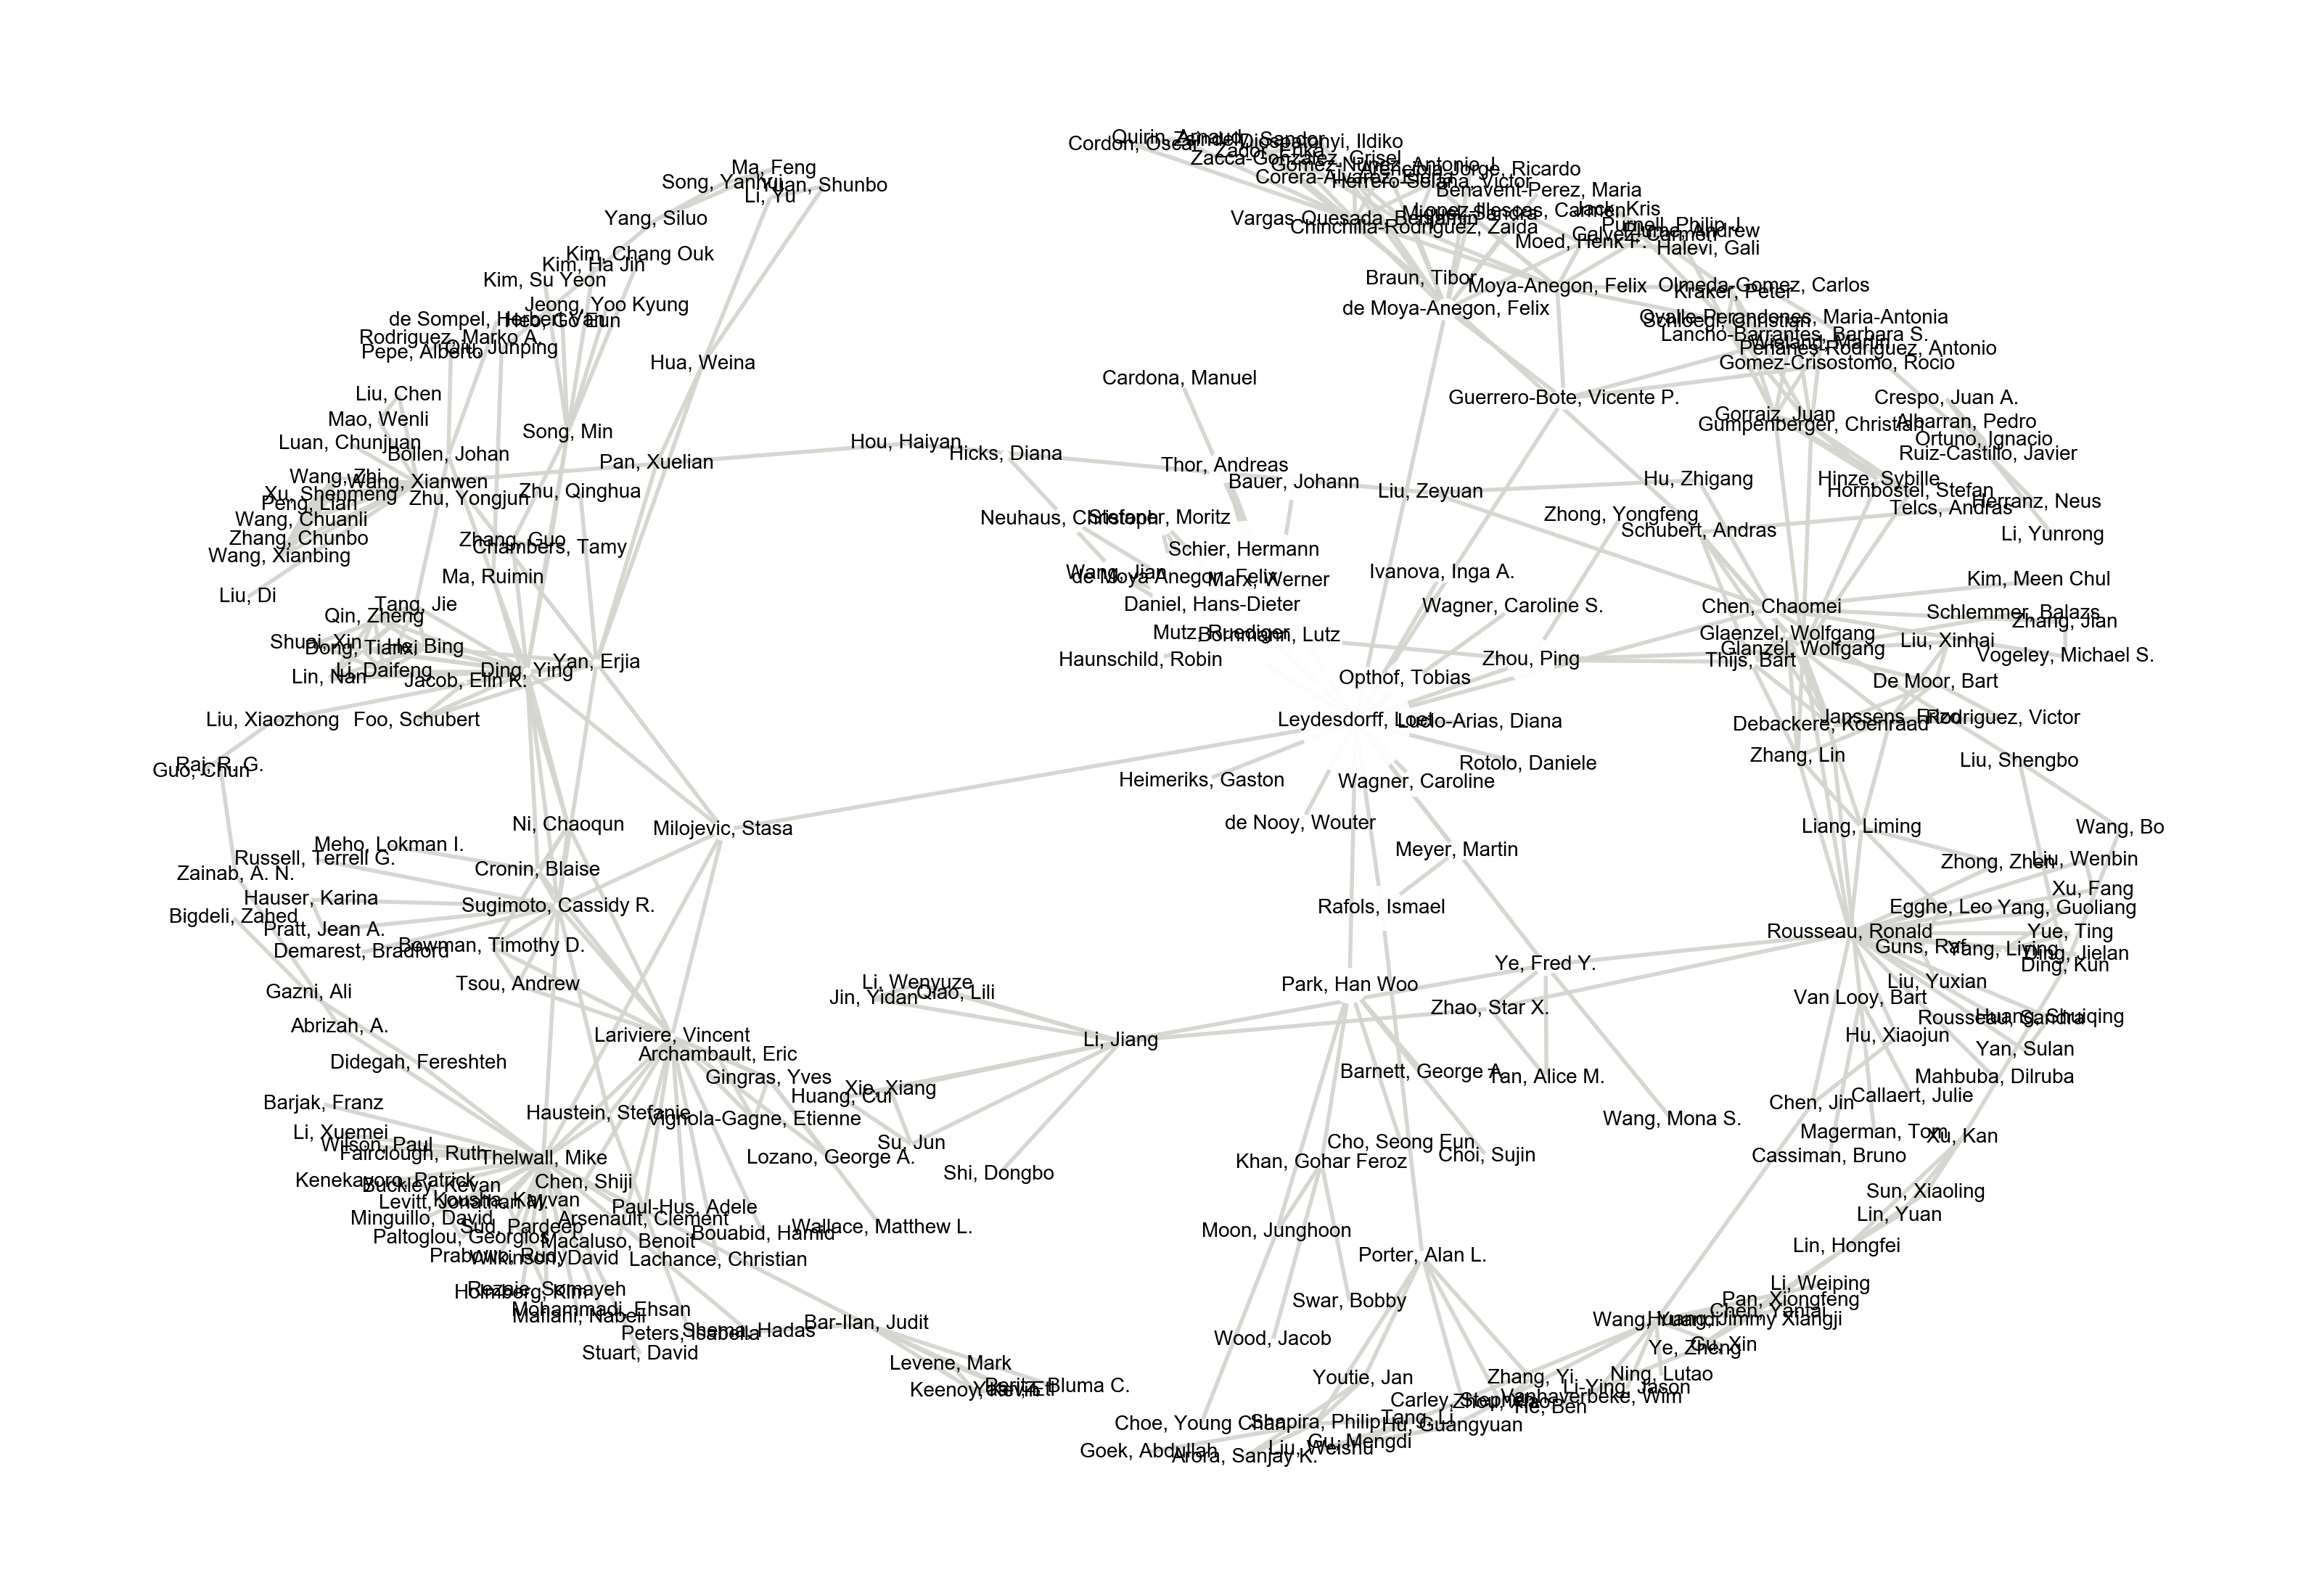 Quirin, Arnaud
Cordon, Oscar
Zador, Erika
Diospatonyi, Ildiko
Zacca-Gonzalez, Grisel
Gomez-Nunez, Antonio J.
Arencibia-Jorge, Ricardo
Corera-Alvarez, Elena
Herrero-Solana, Victor
Ma, Feng
Song, Yanhui
Yuan, Shunbo
Li, Yu
Benavent-Perez, Maria
Lopez-Illescas, Carmen
Miguel, Sandra
Jack, Kris
Yang, Siluo
Vargas-Quesada, Benjamin
Chinchilla-Rodriguez, Zaida
Purnell, Philip J.
Plume, Andrew
Galvez, Carmen
Moed, Henk F.
Halevi, Gali
Kim, Chang Ouk
Kim, Ha Jin
Kim, Su Yeon
Braun, Tibor
Moya-Anegon, Felix
Olmeda-Gomez, Carlos
Kraker, Peter
Jeong, Yoo Kyung
de Moya-Anegon, Felix
de Sompel, Herbert Van
Heo, Go Eun
Ovalle-Perandones, Maria-Antonia
Schloegl, Christian
Rodriguez, Marko A.
Lancho-Barrantes, Barbara S.
Wieland, Martin
Pepe, Alberto
Qiu, Junping
Perianes-Rodriguez, Antonio
Hua, Weina
Gomez-Crisostomo, Rocio
Cardona, Manuel
Liu, Chen
Guerrero-Bote, Vicente P.
Crespo, Juan A.
Mao, Wenli
Gorraiz, Juan
Gumpenberger, Christian
Albarran, Pedro
Song, Min
Luan, Chunjuan
Hou, Haiyan
Ortuno, Ignacio
Bollen, Johan
Hicks, Diana
Ruiz-Castillo, Javier
Pan, Xuelian
Thor, Andreas
Wang, Zhi
Wang, Xianwen
Bauer, Johann
Hu, Zhigang
Hinze, Sybille
Xu, Shenmeng
Zhu, Yongjun
Zhu, Qinghua
Liu, Zeyuan
Hornbostel, Stefan
Peng, Lian
Herranz, Neus
Telcs, Andras
Wang, Chuanli
Neuhaus, Christoph
Stefaner, Moritz
Zhong, Yongfeng
Schubert, Andras
Zhang, Chunbo
Zhang, Guo
Chambers, Tamy
Li, Yunrong
Wang, Xianbing
Schier, Hermann
Ma, Ruimin
Wang, Jian
de Moya Anegon, Felix
Marx, Werner
Ivanova, Inga A.
Kim, Meen Chul
Liu, Di
Tang, Jie
Daniel, Hans-Dieter
Wagner, Caroline S.
Chen, Chaomei
Schlemmer, Balazs
Qin, Zheng
Zhang, Jian
Shuai, Xin
Dong, Tianxi
He, Bing
Mutz, Ruediger
Bornmann, Lutz
Glaenzel, Wolfgang
Glanzel, Wolfgang
Liu, Xinhai
Yan, Erjia
Haunschild, Robin
Zhou, Ping
Thijs, Bart
Vogeley, Michael S.
Lin, Nan
Li, Daifeng
Ding, Ying
Jacob, Elin K.
Opthof, Tobias
De Moor, Bart
Liu, Xiaozhong
Foo, Schubert
Leydesdorff, Loet
Lucio-Arias, Diana
Debackere, Koenraad
Janssens, Frizo
Rodriguez, Victor
Raj, R. G.
Guo, Chun
Heimeriks, Gaston
Wagner, Caroline
Rotolo, Daniele
Zhang, Lin
Liu, Shengbo
Ni, Chaoqun
Milojevic, Stasa
de Nooy, Wouter
Liang, Liming
Wang, Bo
Meho, Lokman I.
Russell, Terrell G.
Zainab, A. N.
Cronin, Blaise
Meyer, Martin
Zhong, Zhen
Liu, Wenbin
Hauser, Karina
Sugimoto, Cassidy R.
Rafols, Ismael
Xu, Fang
Egghe, Leo
Yang, Guoliang
Bigdeli, Zahed
Pratt, Jean A.
Demarest, Bradford
Bowman, Timothy D.
Rousseau, Ronald
Yue, Ting
Guns, Raf
Yang, Liying
Ding, Jielan
Ding, Kun
Ye, Fred Y.
Gazni, Ali
Tsou, Andrew
Li, Wenyuze
Jin, Yidan
Qiao, Lili
Park, Han Woo
Zhao, Star X.
Van Looy, Bart
Liu, Yuxian
Rousseau, Sandra
Huang, Shuiqing
Abrizah, A.
Lariviere, Vincent
Archambault, Eric
Li, Jiang
Hu, Xiaojun
Yan, Sulan
Didegah, Fereshteh
Gingras, Yves
Barnett, George A.
Tan, Alice M.
Mahbuba, Dilruba
Barjak, Franz
Xie, Xiang
Huang, Cui
Chen, Jin
Callaert, Julie
Haustein, Stefanie
Vignola-Gagne, Etienne
Wang, Mona S.
Li, Xuemei
Wilson, Paul
Fairclough, Ruth
Thelwall, Mike
Su, Jun
Lozano, George A.
Shi, Dongbo
Cho, Seong Eun.
Khan, Gohar Feroz
Choi, Sujin
Magerman, Tom
Xu, Kan
Cassiman, Bruno
Kenekayoro, Patrick
Buckley, Kevan
Chen, Shiji
Levitt, Jonathan M.
Kousha, Kayvan
Paul-Hus, Adele
Sun, Xiaoling
Minguillo, David
Sud, Pardeep
Arsenault, Clement
Wallace, Matthew L.
Lin, Yuan
Paltoglou, Georgios
Macaluso, Benoit
Bouabid, Hamid
Moon, Junghoon
Prabowo, Rudy
Wilkinson, David
Lachance, Christian
Porter, Alan L.
Lin, Hongfei
Rezaie, Somayeh
Holmberg, Kim
Li, Weiping
Pan, Xiongfeng
Mohammadi, Ehsan
Maflahi, Nabeil
Swar, Bobby
Chen, Yantai
Wang, Yuandi
Huang, Jimmy Xiangji
Peters, Isabella
Shema, Hadas
Bar-Ilan, Judit
Wood, Jacob
Stuart, David
Ye, Zheng
Gu, Xin
Levene, Mark
Keenoy, Kevin
Peritz, Bluma C.
Youtie, Jan
Zhang, Yi
Ning, Lutao
Li-Ying, Jason
Carley, Stephen
Zhou, Xiao
Vanhaverbeke, Wim
He, Ben
Choe, Young Chan
Shapira, Philip
Tang, Li
Hu, Guangyuan
Goek, Abdullah
Arora, Sanjay K.
Liu, Weishu
Gu, Mengdi